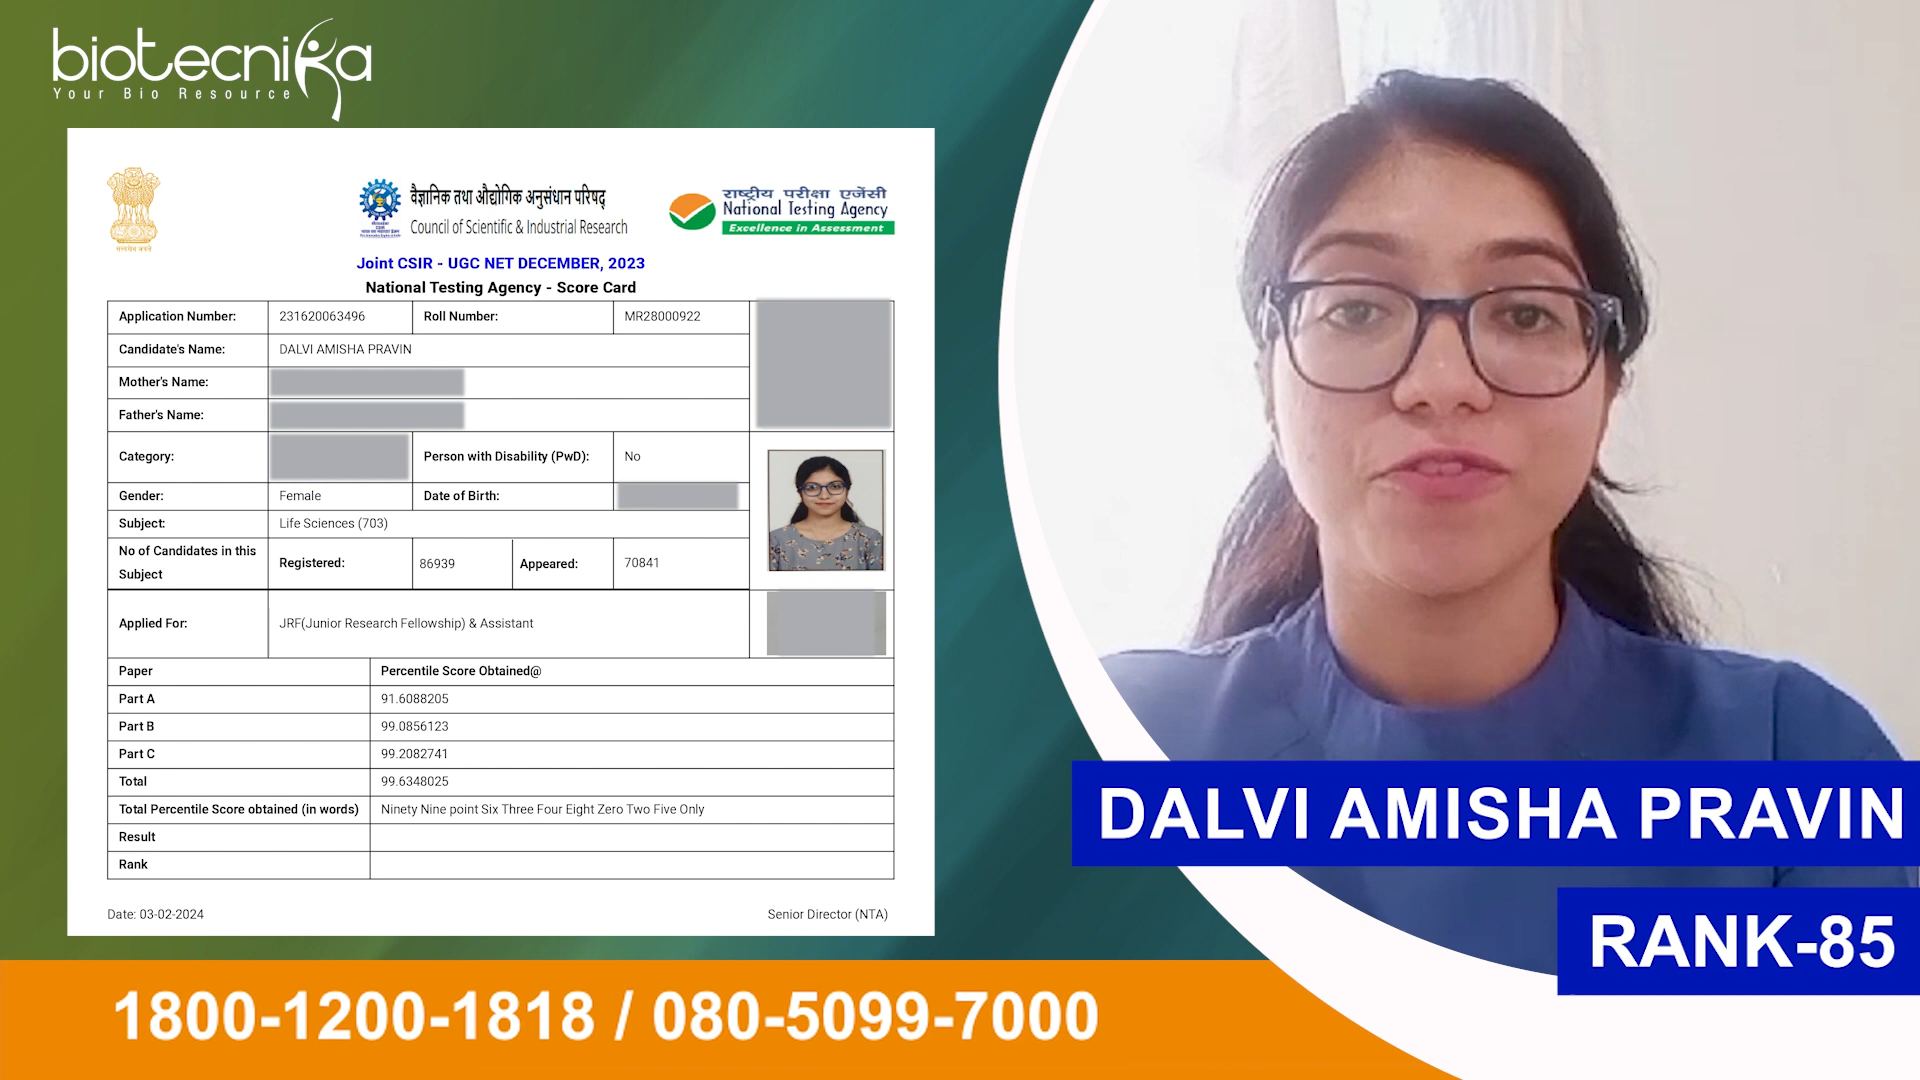 biotecnika
Your Bio Resource
सत्यमेव जयते
वैज्ञानिक तथा औद्योगिक अनुसंधान परिषद्
Council of Scientific & Industrial Research
राष्ट्रीय परीक्षा एजेंसी
National Testing Agency
Excellence in Assessment
Joint CSIR - UGC NET DECEMBER, 2023
National Testing Agency - Score Card
Application Number: 231620063496 Roll Number: MR28000922
Candidate's Name: DALVI AMISHA PRAVIN
Mother's Name:
Father's Name:
Category: Person with Disability (PwD): No
Gender: Female Date of Birth:
Subject: Life Sciences (703)
No of Candidates in this
Subject
Registered: 86939 Appeared: 70841
Applied For: JRF(Junior Research Fellowship) & Assistant
Paper Percentile Score Obtained@
Part A 91.6088205
Part B 99.0856123
Part C 99.2082741
Total 99.6348025
Total Percentile Score obtained (in words) Ninety Nine point Six Three Four Eight Zero Two Five Only
Result
Rank
Date: 03-02-2024 Senior Director (NTA)
DALVI AMISHA PRAVIN
RANK-85
1800-1200-1818 / 080-5099-7000